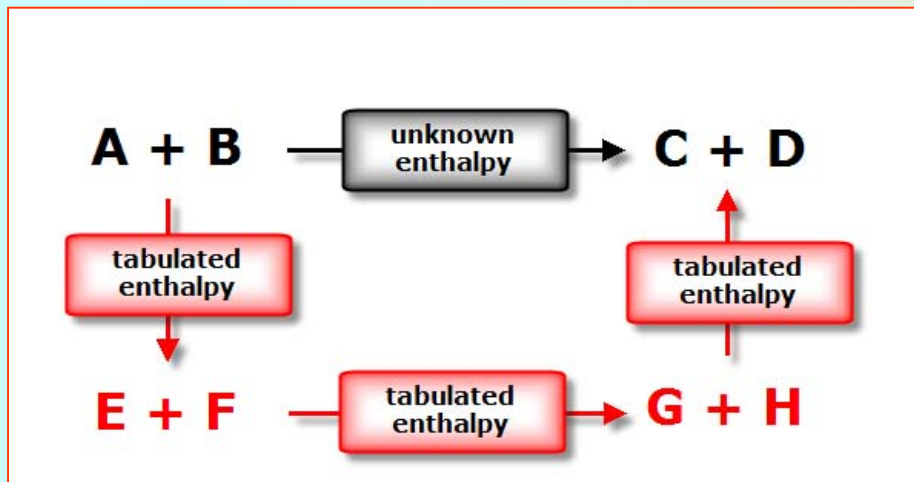 A + B
unknown
enthalpy
C + D
tabulated
enthalpy
tabulated
enthalpy
E + F
tabulated
enthalpy
G + H